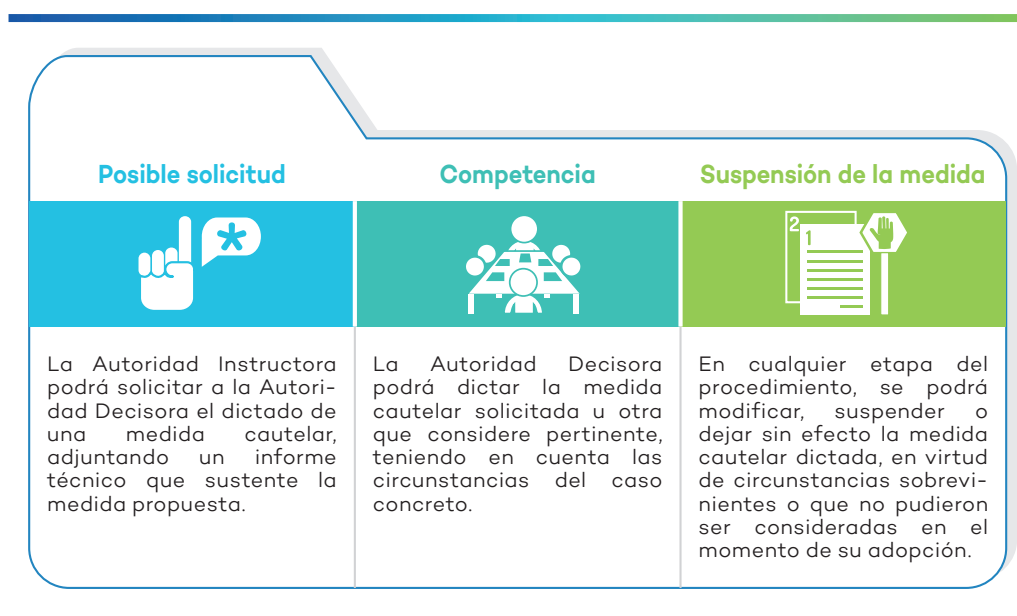 Posible solicitud
La Autoridad Instructora
podrá solicitar a la Autori-
dad Decisora el dictado de
una medida cautelar,
adjuntando un informe
técnico que sustente la
medida propuesta.
Competencia
La Autoridad Decisora
podrá dictar la medida
cautelar solicitada u otra
que considere pertinente,
teniendo en cuenta las
circunstancias del caso
concreto.
Suspensión de la medida
2
1
En cualquier etapa del
procedimiento, se podrá
modificar, suspender o
dejar sin efecto la medida
cautelar dictada, en virtud
de circunstancias sobrevi-
nientes o que no pudieron
ser consideradas en el
momento de su adopción.